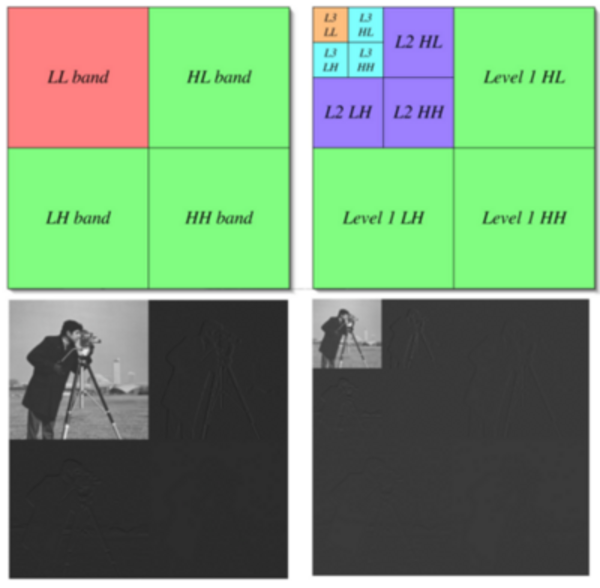 LL band
HL band
LH band
HH band
L3
LL
L3
HL
L3
LH
L3
HH
L2 HL
L2 LH
L2 HH
Level 1 HL
Level 1 LH
Level 1 HH